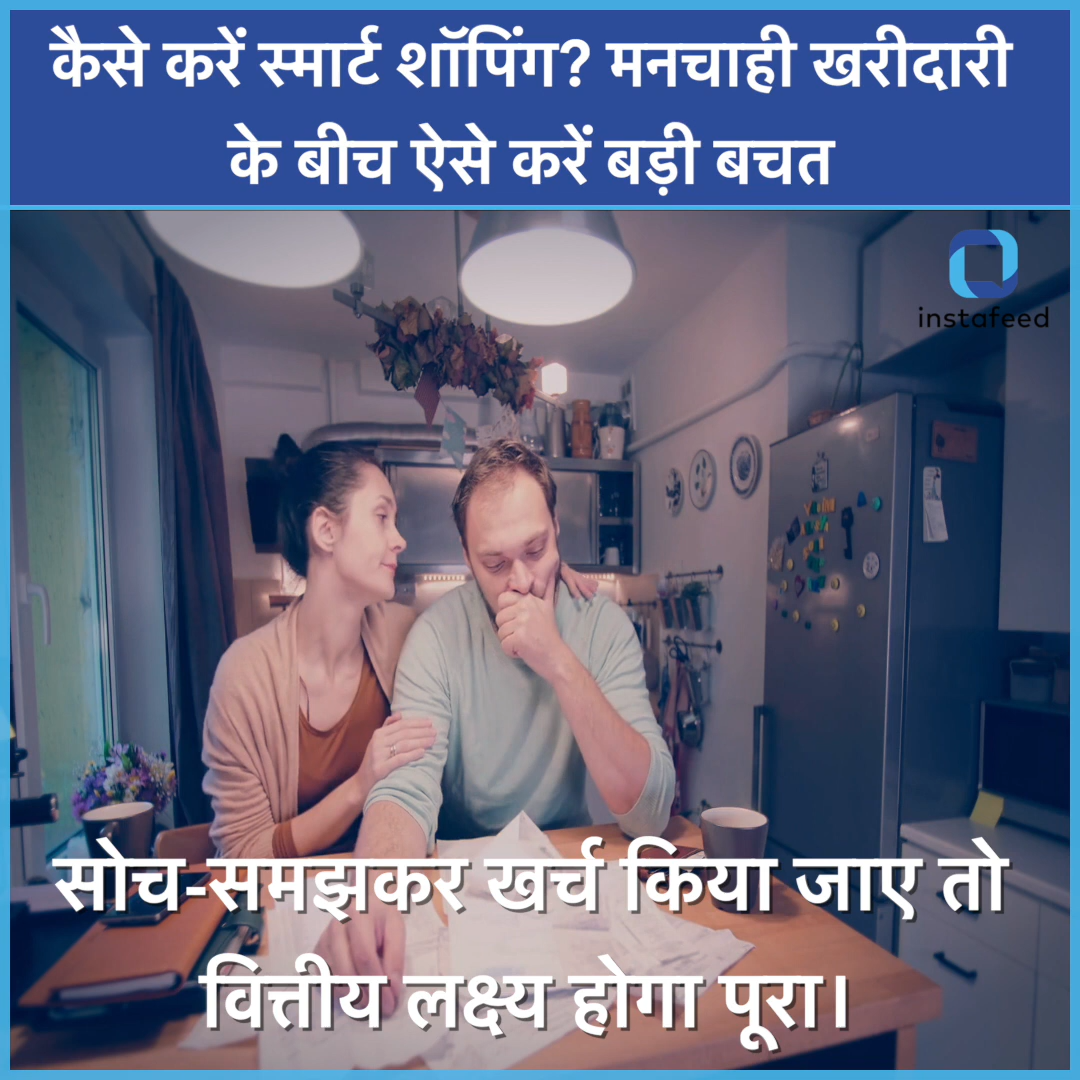 कैसे करें स्मार्ट शॉपिंग? मनचाही खरीदारी
के बीच ऐसे करें बड़ी बचत
instafeed
सोच-समझकर खर्च किया जाए तो
वित्तीय लक्ष्य होगा पूरा।